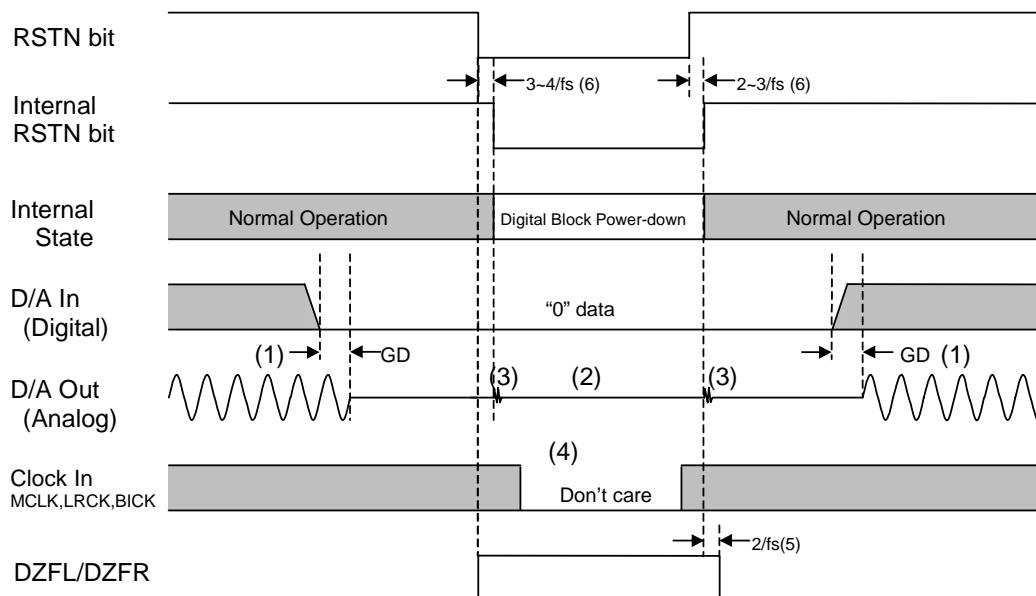 RSTN bit
3~4/fs (6)
2~3/fs (6)
Internal
RSTN bit
Internal
State
Normal Operation
Digital Block Power-down
Normal Operation
D/A In
(Digital)
“0” data
(1)
GD
GD
(1)
D/A Out
(Analog)
(3)
(2)
(3)
(4)
Clock In
MCLK,LRCK,BICK
Don’t care
2/fs(5)
DZFL/DZFR